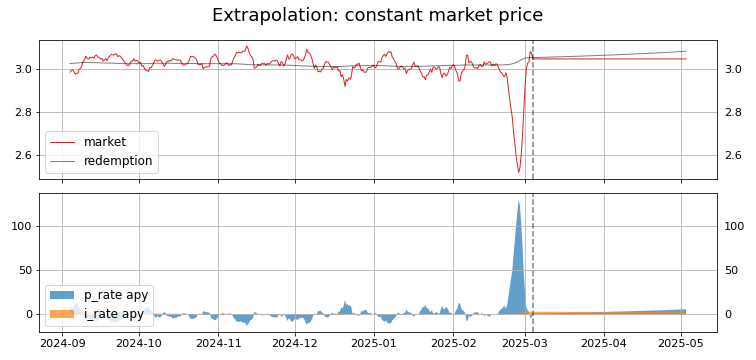 Extrapolation: constant market price
3.0 3.0
2.8 2.8
2.6 2.6
market
redemption
100 100
50 50
0 0
p_rate apy
i_rate apy
2024-09 2024-10 2024-11 2024-12 2025-01 2025-02 2025-03 2025-04 2025-05